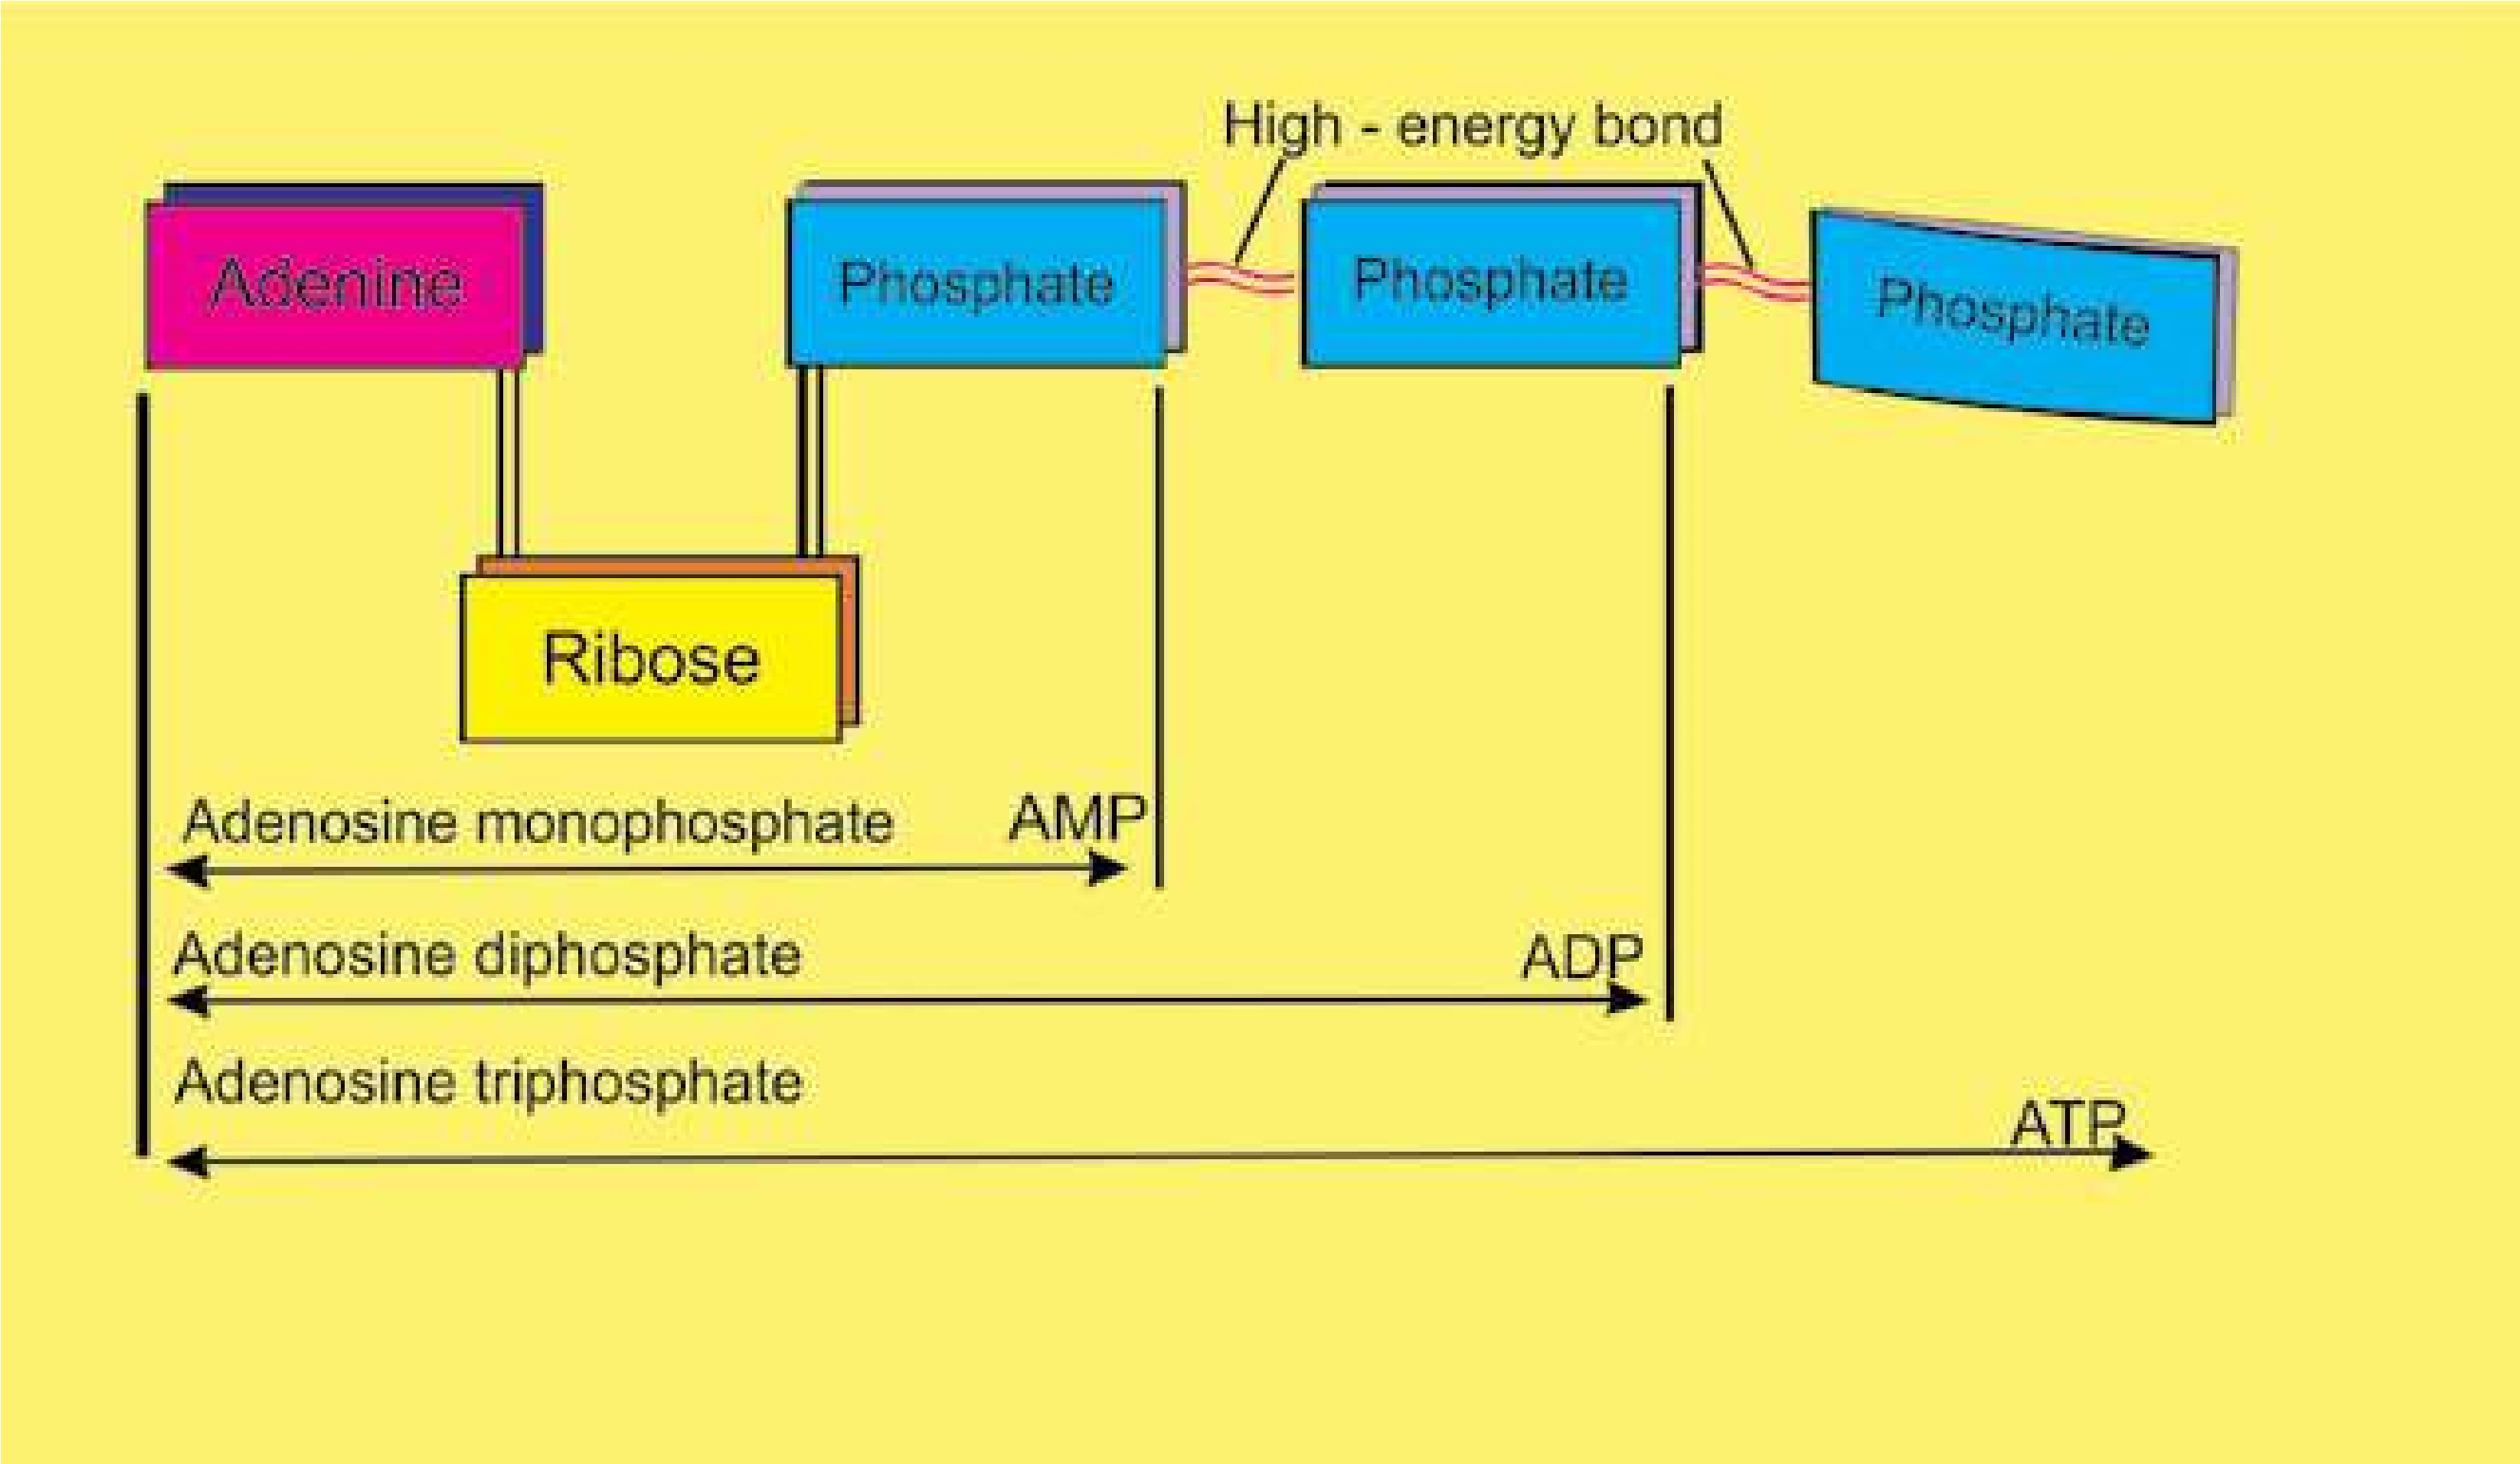 High - energy bond
Adenine
Phosphate
Phosphate
Phosphate
Ribose
Adenosine monophosphate AMP
Adenosine diphosphate ADP
Adenosine triphosphate
ATP